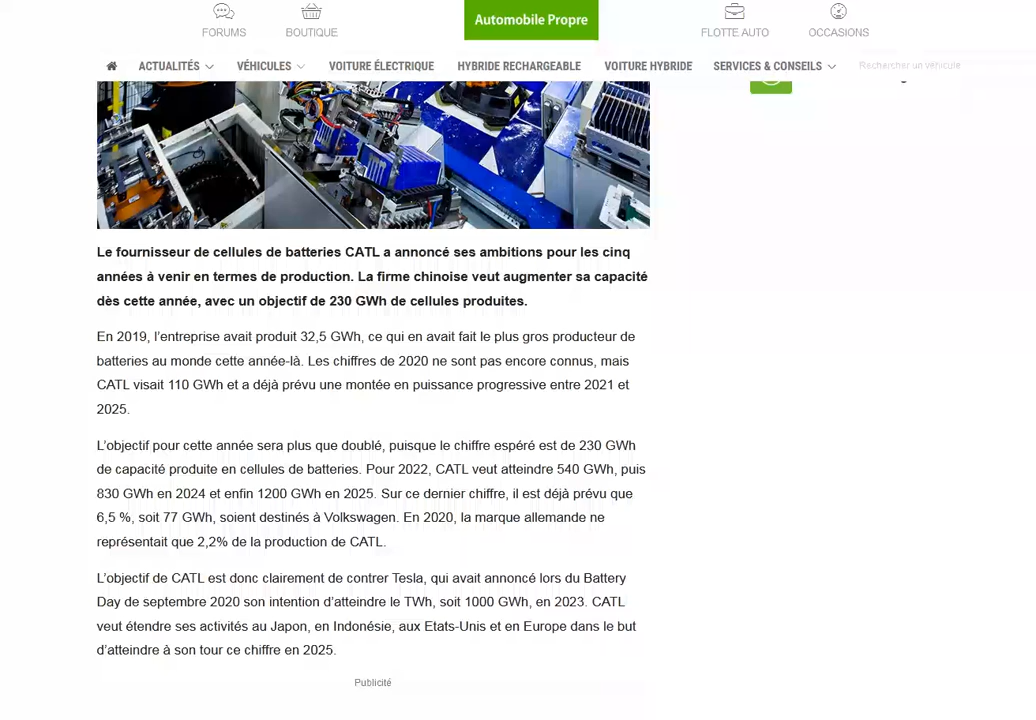 FORUMS
BOUTIQUE
Automobile Propre
FLOTTE AUTO
OCCASIONS
ACTUALITÉS
VÉHICULES
VOITURE ÉLECTRIQUE
HYBRIDE RECHARGEABLE
VOITURE HYBRIDE
SERVICES & CONSEILS
Rechercher un véhicule
Le fournisseur de cellules de batteries CATL a annoncé ses ambitions pour les cinq
années à venir en termes de production. La firme chinoise veut augmenter sa capacité
dès cette année, avec un objectif de 230 GWh de cellules produites.
En 2019, l’entreprise avait produit 32,5 GWh, ce qui en avait fait le plus gros producteur de
batteries au monde cette année-là. Les chiffres de 2020 ne sont pas encore connus, mais
CATL visait 110 GWh et a déjà prévu une montée en puissance progressive entre 2021 et
2025.
L’objectif pour cette année sera plus que doublé, puisque le chiffre espéré est de 230 GWh
de capacité produite en cellules de batteries. Pour 2022, CATL veut atteindre 540 GWh, puis
830 GWh en 2024 et enfin 1200 GWh en 2025. Sur ce dernier chiffre, il est déjà prévu que
6,5 %, soit 77 GWh, soient destinés à Volkswagen. En 2020, la marque allemande ne
représentait que 2,2% de la production de CATL.
L’objectif de CATL est donc clairement de contrer Tesla, qui avait annoncé lors du Battery
Day de septembre 2020 son intention d’atteindre le TWh, soit 1000 GWh, en 2023. CATL
veut étendre ses activités au Japon, en Indonésie, aux Etats-Unis et en Europe dans le but
d’atteindre à son tour ce chiffre en 2025.
Publicité